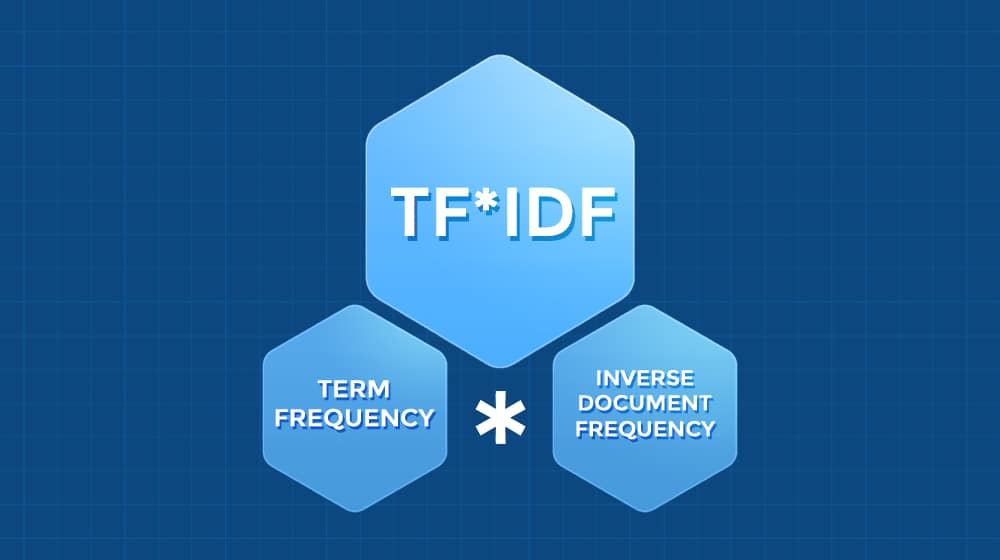 TF*IDF
TERM
FREQUENCY
*
INVERSE
DOCUMENT
FREQUENCY